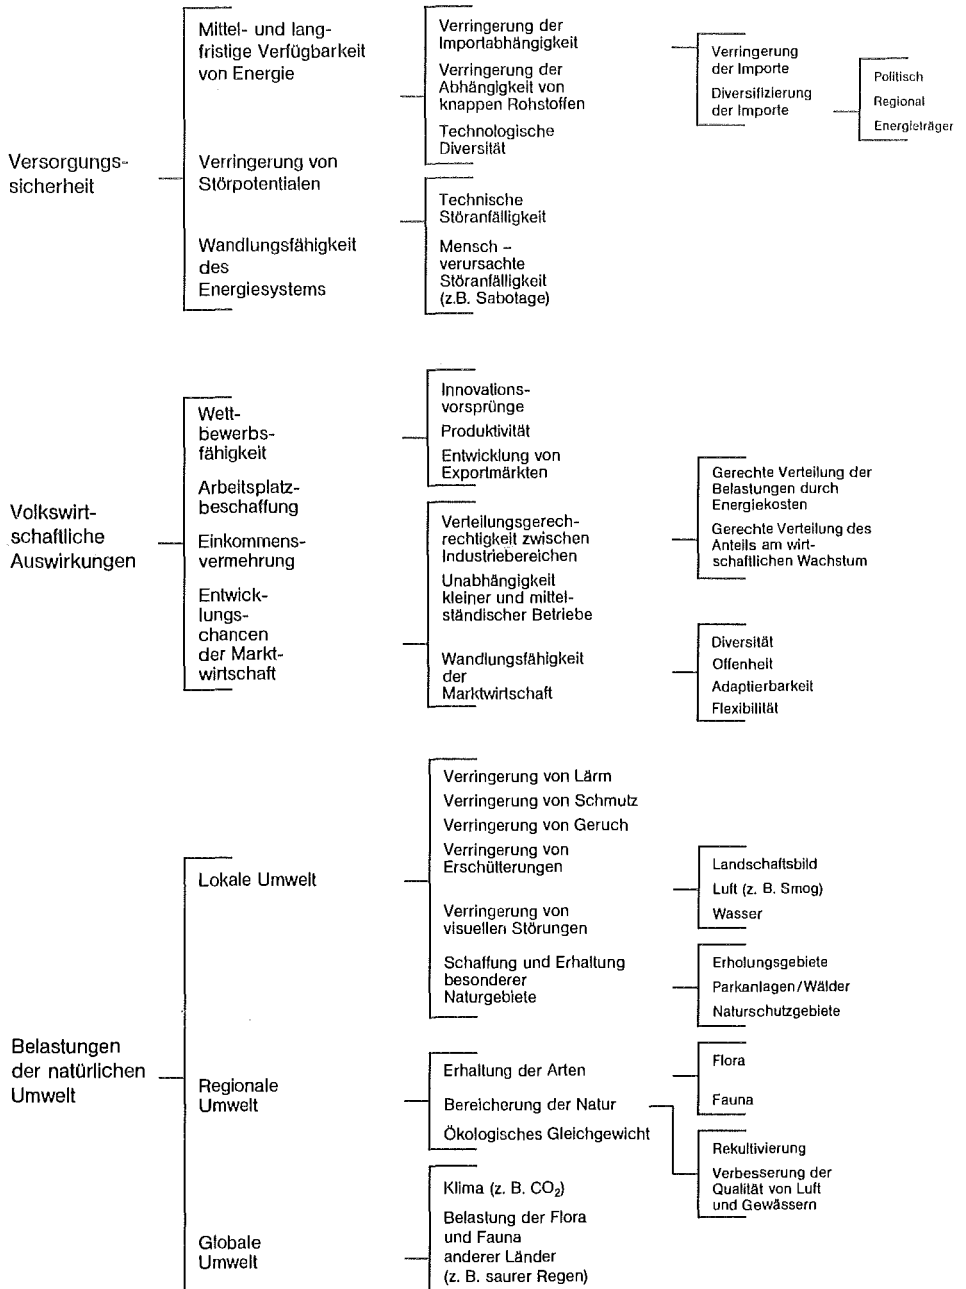 Versorgungs-
sicherheit
Mittel- und lang-
fristige Verfügbarkeit
von Energie
Verringerung von
Störpotentialen
Wandlungsfähigkeit
des
Energiesystems
Verringerung der
Importabhängigkeit
Verringerung der
Abhängigkeit von
knappen Rohstoffen
Technologische
Diversität
Technische
Störanfälligkeit
Mensch –
verursachte
Störanfälligkeit
(z.B. Sabotage)
Verringerung
der Importe
Diversifizierung
der Importe
Politisch
Regional
Energieträger
Volkswirt-
schaftliche
Auswirkungen
Wett-
bewerbs-
fähigkeit
Arbeitsplatz-
beschaffung
Einkommens-
vermehrung
Entwick-
lungs-
chancen
der Markt-
wirtschaft
Innovations-
vorsprünge
Produktivität
Entwicklung von
Exportmärkten
Verteilungsgerech-
rechtigkeit zwischen
Industriebereichen
Unabhängigkeit
kleiner und mittel-
ständischer Betriebe
Wandlungsfähigkeit
der
Marktwirtschaft
Gerechte Verteilung der
Belastungen durch
Energiekosten
Gerechte Verteilung des
Anteils am wirt-
schaftlichen Wachstum
Diversität
Offenheit
Adaptierbarkeit
Flexibilität
Belastungen
der natürlichen
Umwelt
Lokale Umwelt
Regionale
Umwelt
Globale
Umwelt
Verringerung von Lärm
Verringerung von Schmutz
Verringerung von Geruch
Verringerung von
Erschütterungen
Verringerung von
visuellen Störungen
Schaffung und Erhaltung
besonderer
Naturgebiete
Landschaftsbild
Luft (z. B. Smog)
Wasser
Erholungsgebiete
Parkanlagen/Wälder
Naturschutzgebiete
Erhaltung der Arten
Bereicherung der Natur
Ökologisches Gleichgewicht
Flora
Fauna
Rekultivierung
Verbesserung der
Qualität von Luft
und Gewässern
Klima (z. B. CO₂)
Belastung der Flora
und Fauna
anderer Länder
(z. B. saurer Regen)